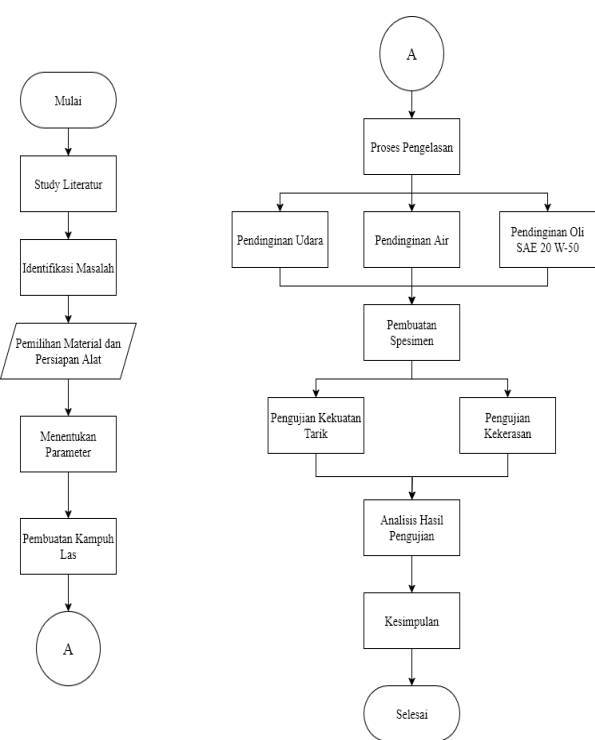 Mulai
Study Literatur
Identifikasi Masalah
Pemilihan Material dan
Persiapan Alat
Menentukan
Parameter
Pembuatan Kampuh
Las
A
A
Proses Pengelasan
Pendinginan Udara
Pendinginan Air
Pendinginan Oli
SAE 20 W-50
Pembuatan
Spesimen
Pengujian Kekuatan
Tarik
Pengujian
Kekerasan
Analisis Hasil
Pengujian
Kesimpulan
Selesai